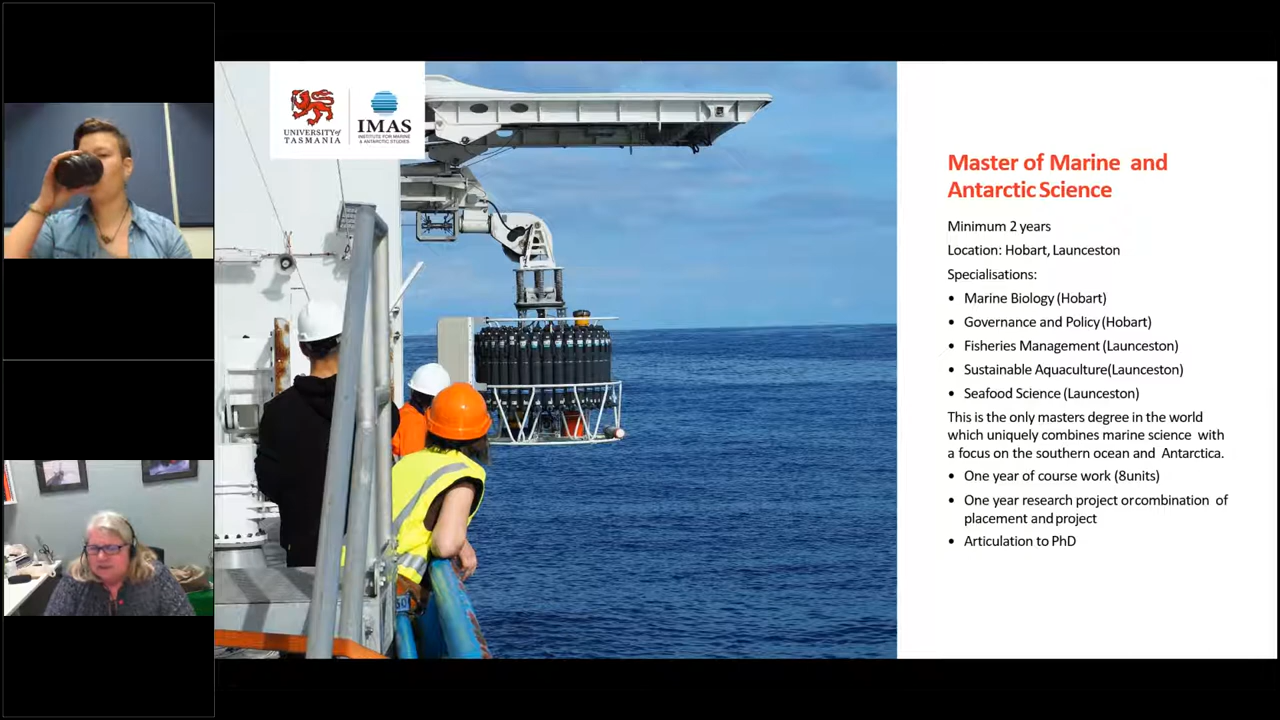 UNIVERSITY of
TASMANIA
IMAS
INSTITUTE FOR MARINE
& ANTARCTIC STUDIES
Master of Marine and
Antarctic Science
Minimum 2 years
Location: Hobart, Launceston
Specialisations:
• Marine Biology (Hobart)
• Governance and Policy (Hobart)
• Fisheries Management (Launceston)
• Sustainable Aquaculture(Launceston)
• Seafood Science (Launceston)
This is the only masters degree in the world
which uniquely combines marine science with
a focus on the southern ocean and Antarctica.
• One year of course work (8units)
• One year research project orcombination of
placement and project
• Articulation to PhD